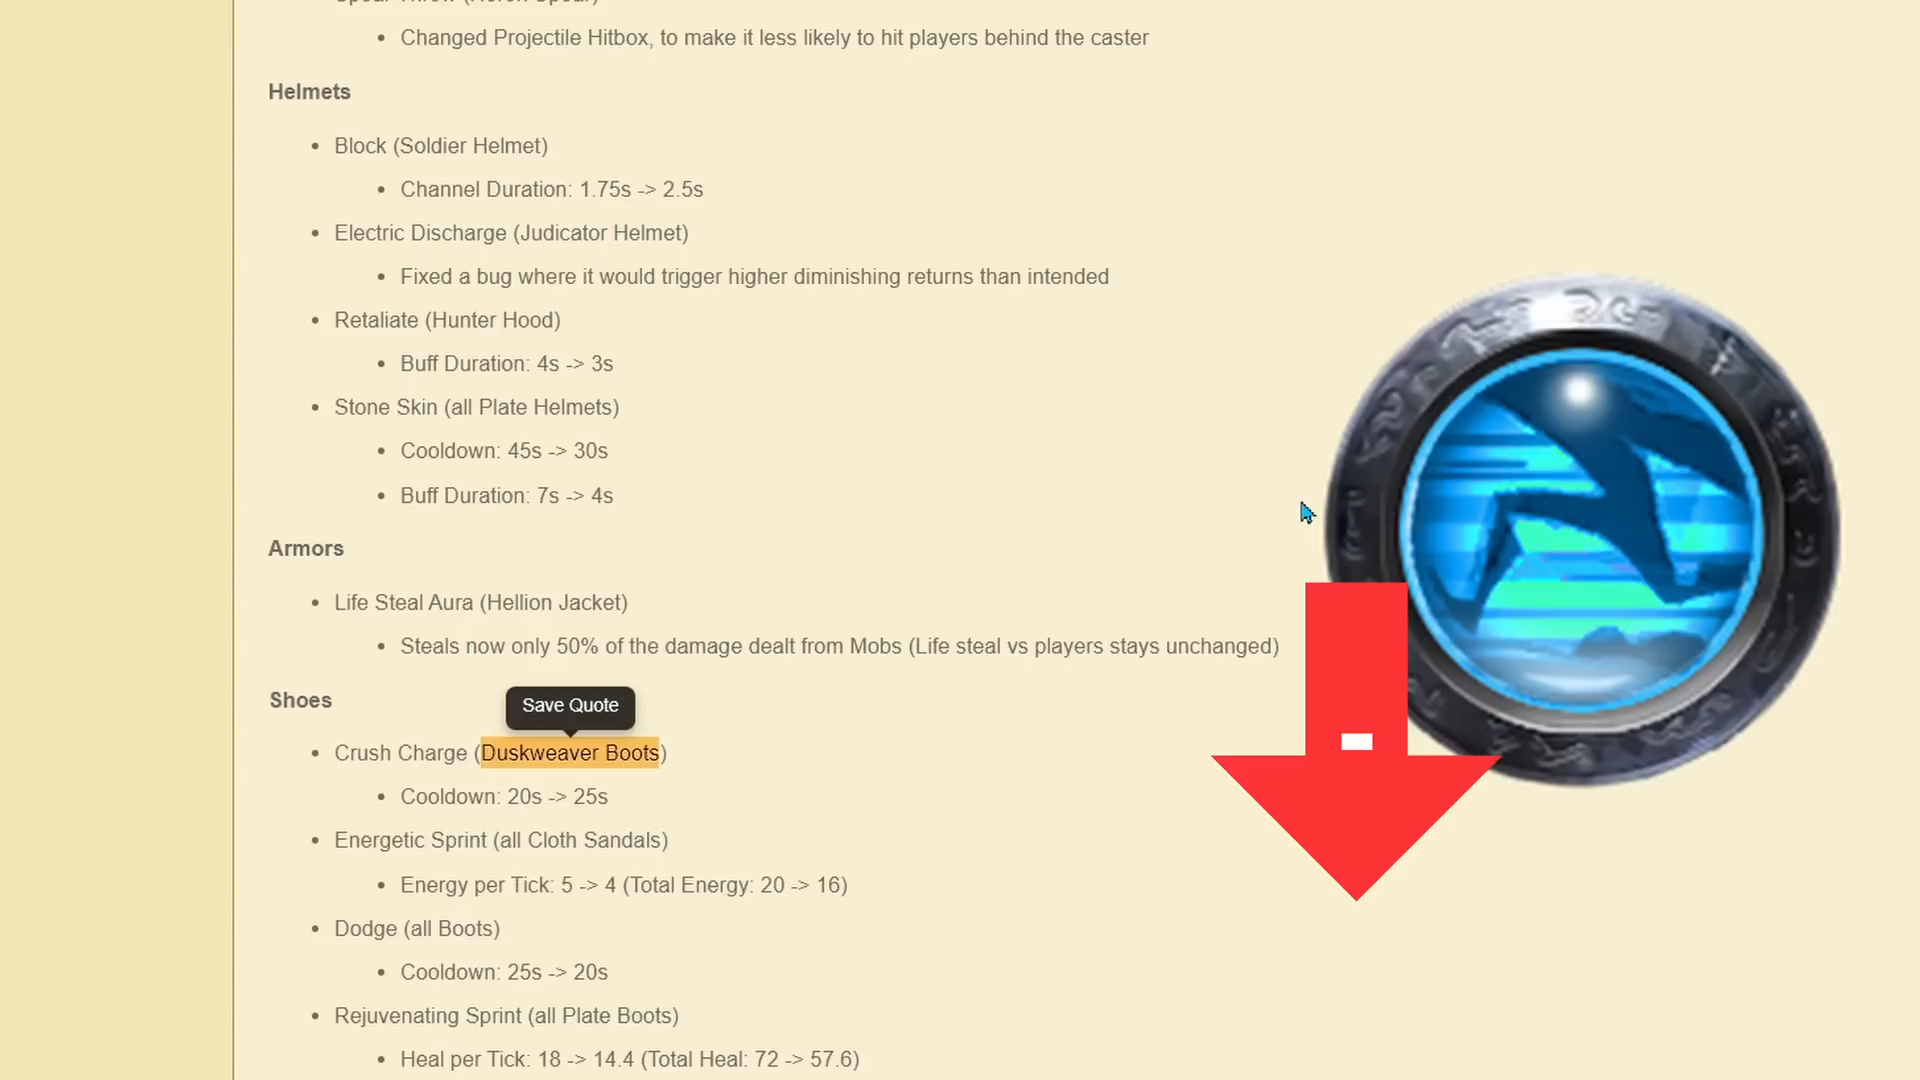 Spear Throw (Heron Spear)
Changed Projectile Hitbox, to make it less likely to hit players behind the caster
Helmets
Block (Soldier Helmet)
Channel Duration: 1.75s -> 2.5s
Electric Discharge (Judicator Helmet)
Fixed a bug where it would trigger higher diminishing returns than intended
Retaliate (Hunter Hood)
Buff Duration: 4s -> 3s
Stone Skin (all Plate Helmets)
Cooldown: 45s -> 30s
Buff Duration: 7s -> 4s
Armors
Life Steal Aura (Hellion Jacket)
Steals now only 50% of the damage dealt from Mobs (Life steal vs players stays unchanged)
Shoes
Save Quote
Crush Charge (Duskweaver Boots)
Cooldown: 20s -> 25s
Energetic Sprint (all Cloth Sandals)
Energy per Tick: 5 -> 4 (Total Energy: 20 -> 16)
Dodge (all Boots)
Cooldown: 25s -> 20s
Rejuvenating Sprint (all Plate Boots)
Heal per Tick: 18 -> 14.4 (Total Heal: 72 -> 57.6)